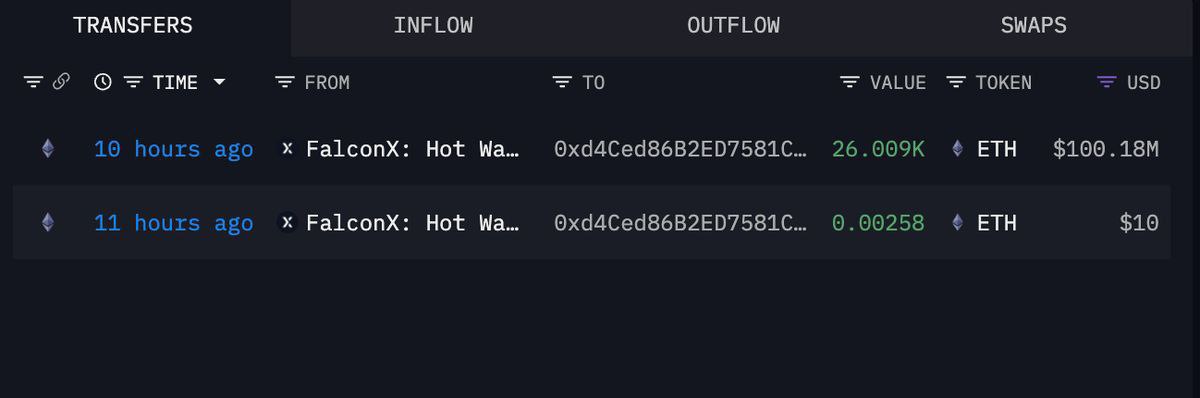 TRANSFERS INFLOW OUTFLOW SWAPS
TIME FROM TO VALUE TOKEN USD
10 hours ago X FalconX: Hot Wa… 0xd4Ced86B2ED7581C… 26.009K ETH $100.18M
11 hours ago X FalconX: Hot Wa… 0xd4Ced86B2ED7581C… 0.00258 ETH $10